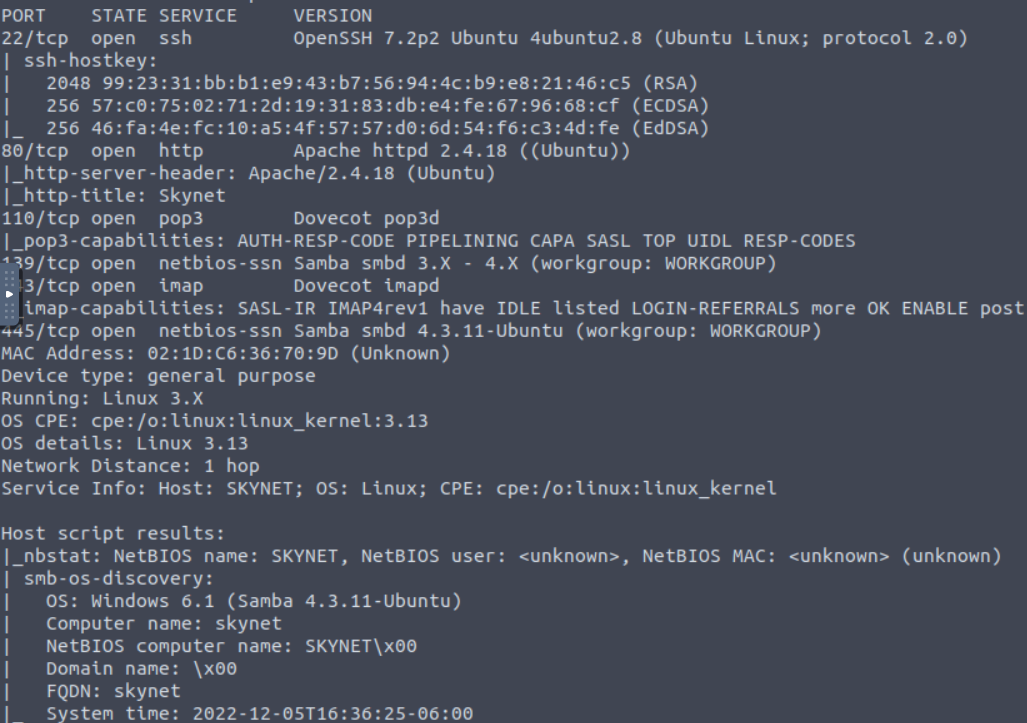 PORT    STATE SERVICE     VERSION
22/tcp  open  ssh         OpenSSH 7.2p2 Ubuntu 4ubuntu2.8 (Ubuntu Linux; protocol 2.0)
| ssh-hostkey:
|   2048 99:23:31:bb:b1:e9:43:b7:56:94:4c:b9:e8:21:46:c5 (RSA)
|   256 57:c0:75:02:71:2d:19:31:83:db:e4:fe:67:96:68:cf (ECDSA)
|_  256 46:fa:4e:fc:10:a5:4f:57:57:d0:6d:54:f6:c3:4d:fe (EdDSA)
80/tcp  open  http        Apache httpd 2.4.18 ((Ubuntu))
|_http-server-header: Apache/2.4.18 (Ubuntu)
|_http-title: Skynet
110/tcp open  pop3        Dovecot pop3d
|_pop3-capabilities: AUTH-RESP-CODE PIPELINING CAPA SASL TOP UIDL RESP-CODES
139/tcp open  netbios-ssn Samba smbd 3.X - 4.X (workgroup: WORKGROUP)
3/tcp open  imap        Dovecot imapd
imap-capabilities: SASL-IR IMAP4rev1 have IDLE listed LOGIN-REFERRALS more OK ENABLE post
445/tcp open  netbios-ssn Samba smbd 4.3.11-Ubuntu (workgroup: WORKGROUP)
MAC Address: 02:1D:C6:36:70:9D (Unknown)
Device type: general purpose
Running: Linux 3.X
OS CPE: cpe:/o:linux:linux_kernel:3.13
OS details: Linux 3.13
Network Distance: 1 hop
Service Info: Host: SKYNET; OS: Linux; CPE: cpe:/o:linux:linux_kernel

Host script results:
|_nbstat: NetBIOS name: SKYNET, NetBIOS user: <unknown>, NetBIOS MAC: <unknown> (unknown)
| smb-os-discovery:
|   OS: Windows 6.1 (Samba 4.3.11-Ubuntu)
|   Computer name: skynet
|   NetBIOS computer name: SKYNET\x00
|   Domain name: \x00
|   FQDN: skynet
|_  System time: 2022-12-05T16:36:25-06:00